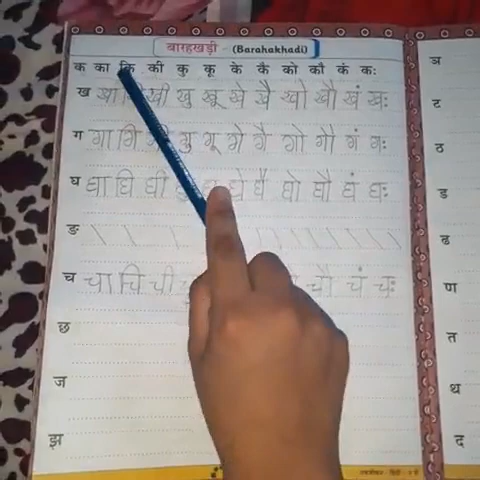 बारहखड़ी - (Barahakhadi)
क का कि की कु कू के कै को कौ कं कः
ख खा खी खु खू खे खै खो खौ खं खः
ग गा गि गी गु गू गे गै गो गौ गं गः
घ घा घि घी घे घै घो घौ घं घः
ङ
च चा चि ची चौ चं चः
छ
ज
झ
ञ
ट
ठ
ड
ढ
ण
त
थ
द